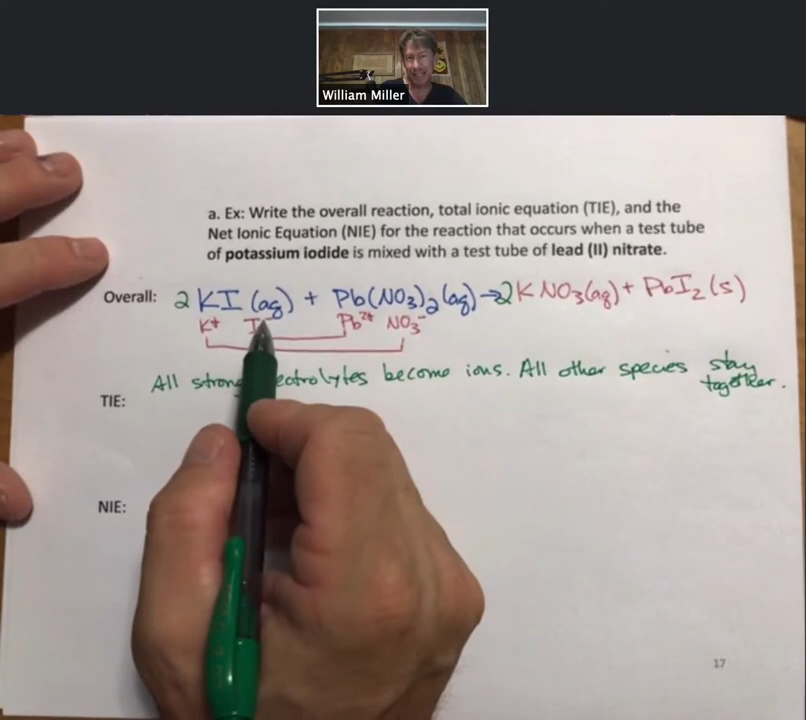 William Miller
a. Ex: Write the overall reaction, total ionic equation (TIE), and the
Net Ionic Equation (NIE) for the reaction that occurs when a test tube
of potassium iodide is mixed with a test tube of lead (II) nitrate.
Overall: 2KI(aq) + Pb(NO₃)₂(aq) → 2KNO₃(aq) + PbI₂(s)
K⁺ Pb²⁺ NO₃⁻
All become ions. All other species stay
together.
TIE:
NIE:
17